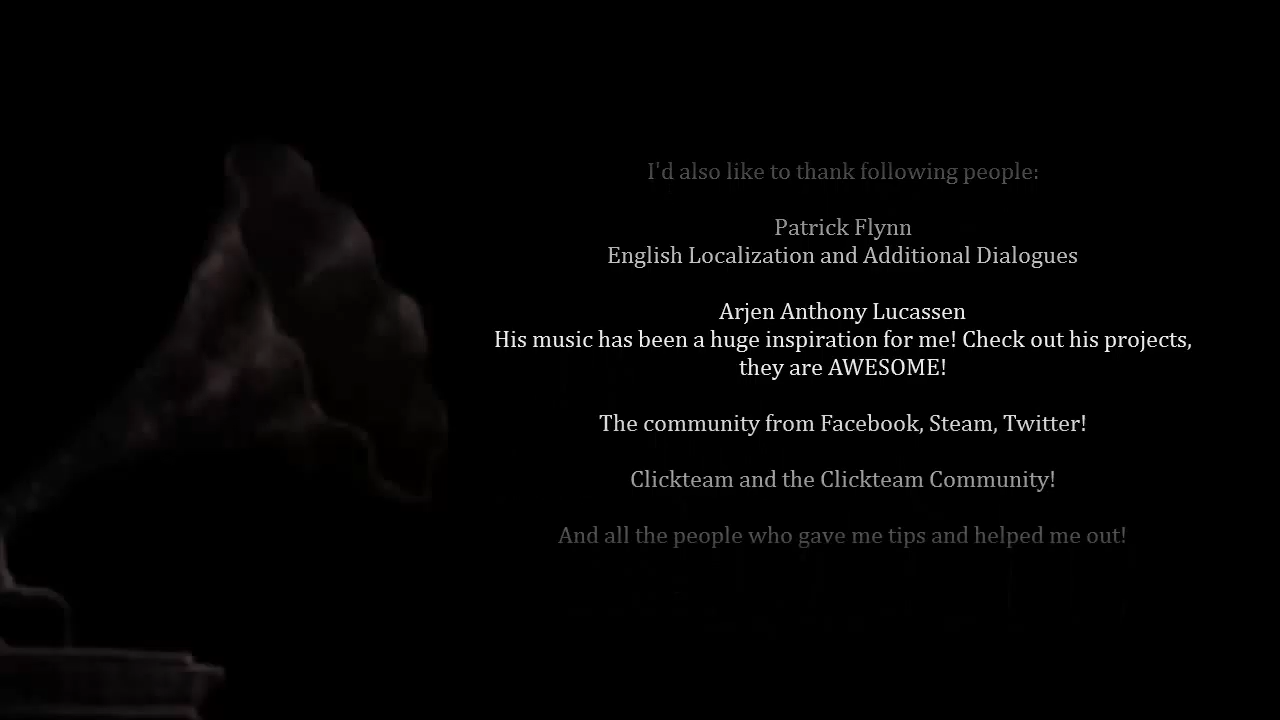 I'd also like to thank following people:
Patrick Flynn
English Localization and Additional Dialogues
Arjen Anthony Lucassen
His music has been a huge inspiration for me! Check out his projects,
they are AWESOME!
The community from Facebook, Steam, Twitter!
Clickteam and the Clickteam Community!
And all the people who gave me tips and helped me out!